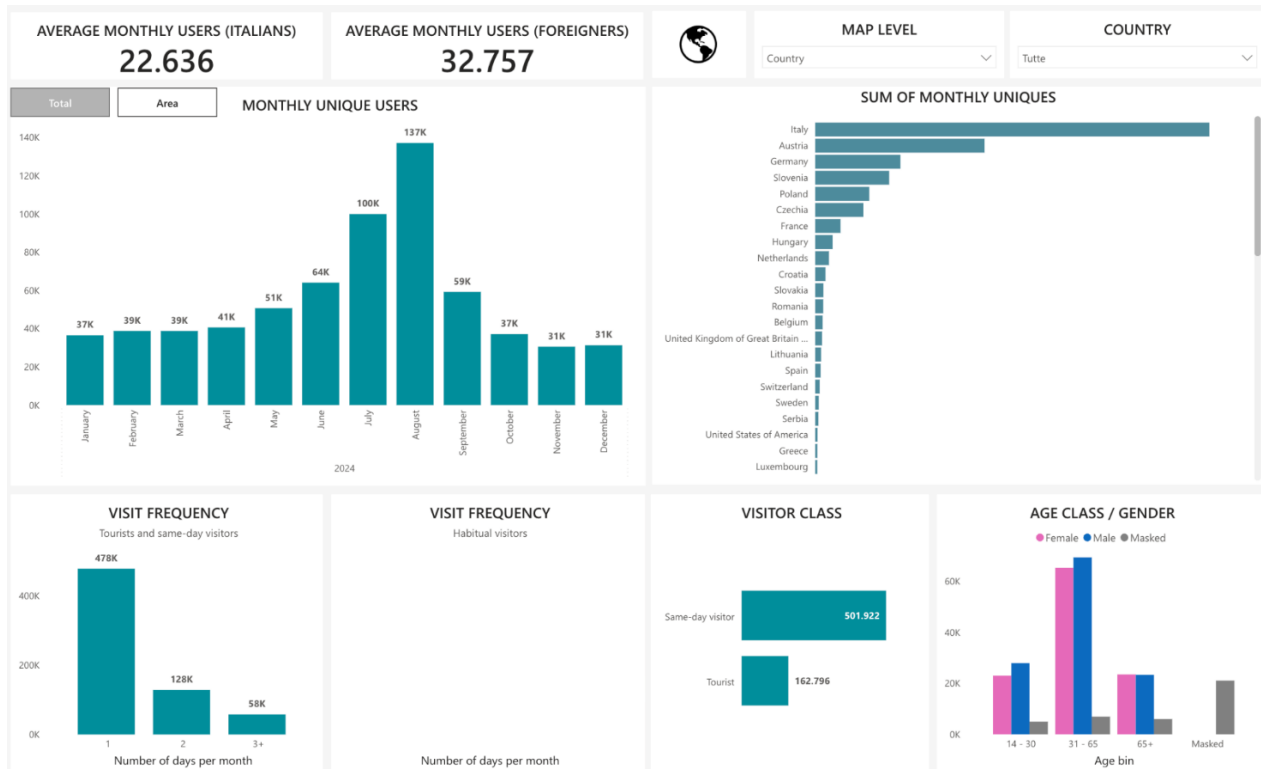 AVERAGE MONTHLY USERS (ITALIANS)
22.636
AVERAGE MONTHLY USERS (FOREIGNERS)
32.757
MAP LEVEL
Country
COUNTRY
Tutte
Total
Area
MONTHLY UNIQUE USERS
140K
120K
100K
80K
60K
40K
20K
0K
37K
39K
39K
41K
51K
64K
100K
137K
59K
37K
31K
31K
January
February
March
April
May
June
July
August
September
October
November
December
2024
SUM OF MONTHLY UNIQUES
Italy
Austria
Germany
Slovenia
Poland
Czechia
France
Hungary
Netherlands
Croatia
Slovakia
Romania
Belgium
United Kingdom of Great Britain ...
Lithuania
Spain
Switzerland
Sweden
Serbia
United States of America
Greece
Luxembourg
VISIT FREQUENCY
Tourists and same-day visitors
400K
200K
0K
478K
128K
58K
1
2
3+
Number of days per month
VISIT FREQUENCY
Habitual visitors
Number of days per month
VISITOR CLASS
Same-day visitor
501.922
Tourist
162.796
AGE CLASS / GENDER
Female Male Masked
60K
40K
20K
0K
14 - 30
31 - 65
65+
Masked
Age bin